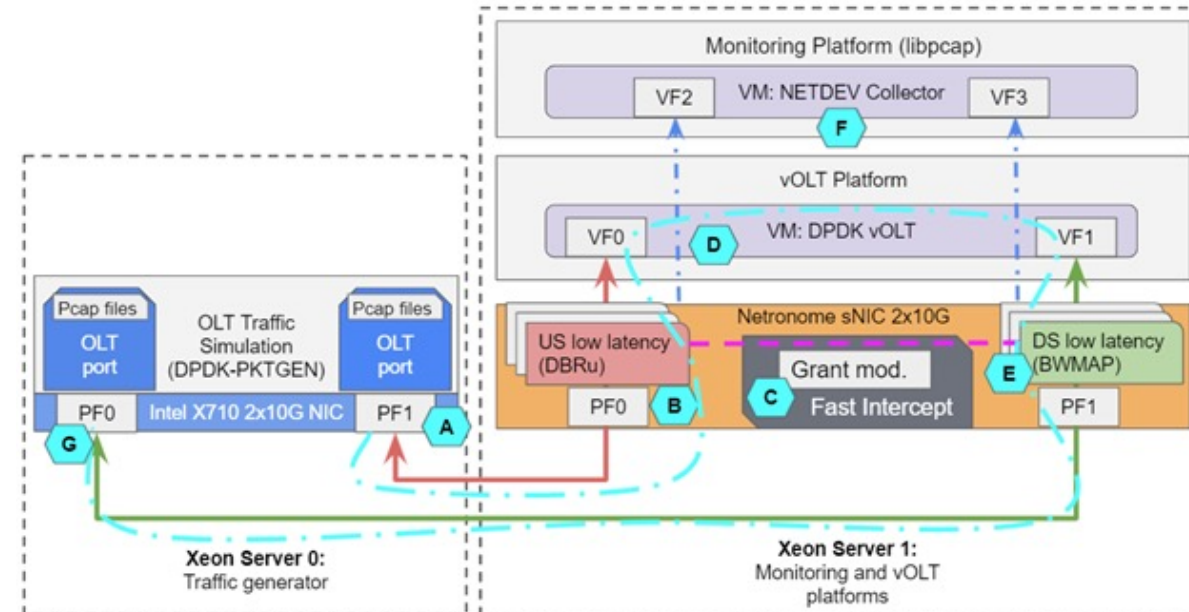 Monitoring Platform (libpcap)
VF2
VM: NETDEV Collector
VF3
F
vOLT Platform
VF0
D
VM: DPDK vOLT
VF1
Pcap files
OLT
port
OLT Traffic
Simulation
(DPDK-PKTGEN)
Pcap files
OLT
port
PF0
Intel X710 2x10G NIC
PF1
A
G
Netronome sNIC 2x10G
US low latency
(DBRu)
PF0
B
C
Grant mod.
Fast Intercept
E
DS low latency
(BWMAP)
PF1
Xeon Server 0:
Traffic generator
Xeon Server 1:
Monitoring and vOLT
platforms